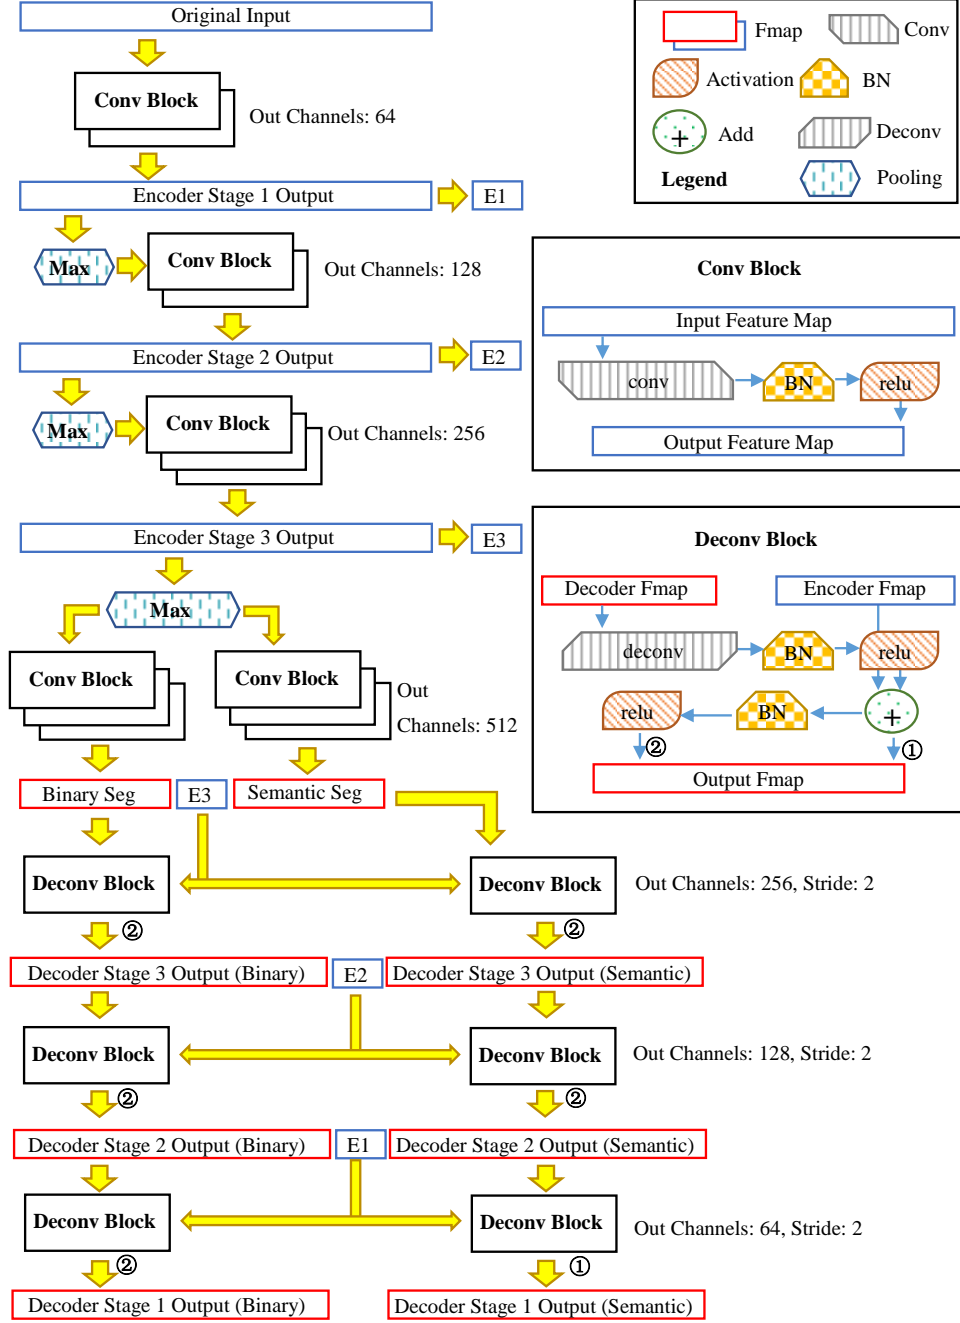 Original Input
Conv Block
Out Channels: 64
Encoder Stage 1 Output
E1
Max
Conv Block
Out Channels: 128
Encoder Stage 2 Output
E2
Max
Conv Block
Out Channels: 256
Encoder Stage 3 Output
E3
Max
Conv Block
Conv Block
Out
Channels: 512
Binary Seg
E3
Semantic Seg
Deconv Block
Deconv Block
Out Channels: 256, Stride: 2
②
②
Decoder Stage 3 Output (Binary)
E2
Decoder Stage 3 Output (Semantic)
Deconv Block
Deconv Block
Out Channels: 128, Stride: 2
②
②
Decoder Stage 2 Output (Binary)
E1
Decoder Stage 2 Output (Semantic)
Deconv Block
Deconv Block
Out Channels: 64, Stride: 2
②
①
Decoder Stage 1 Output (Binary)
Decoder Stage 1 Output (Semantic)
Fmap
Conv
Activation
BN
+
Add
Deconv
Legend
Pooling
Conv Block
Input Feature Map
conv
BN
relu
Output Feature Map
Deconv Block
Decoder Fmap
Encoder Fmap
deconv
BN
relu
relu
BN
+
②
①
Output Fmap